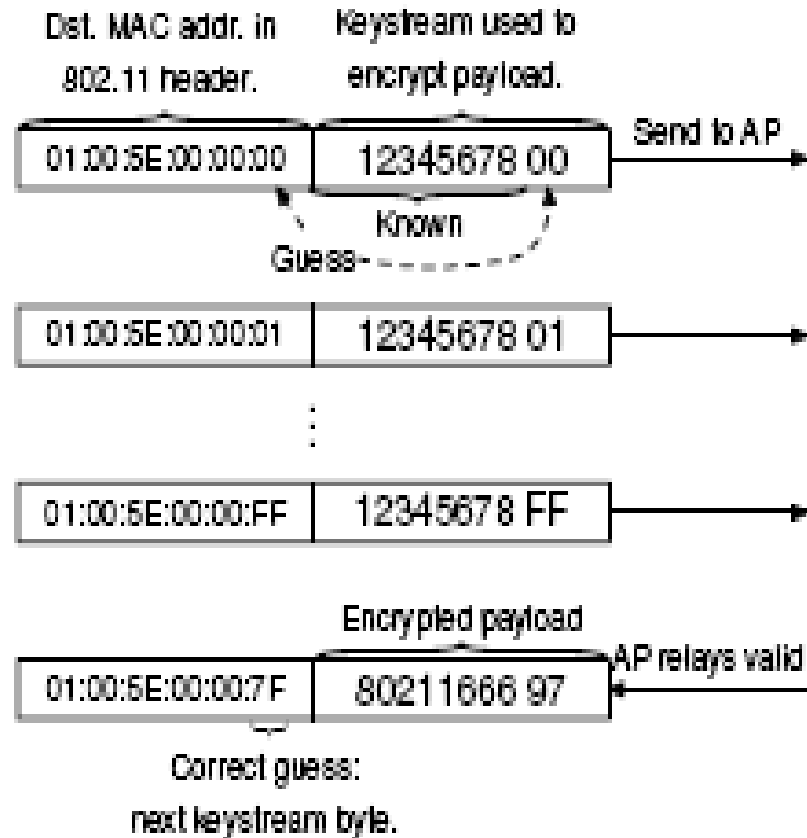 Dst. MAC addr. in
802.11 header.
Keystream used to
encrypt payload.
01:00:5E:00:00:00
12345678 00
Send to AP
Known
Guess
01:00:5E:00:00:01
12345678 01
01:00:5E:00:00:FF
12345678 FF
Encrypted payload
01:00:5E:00:00:7F
80211666 97
AP relays valid
Correct guess:
next keystream byte.